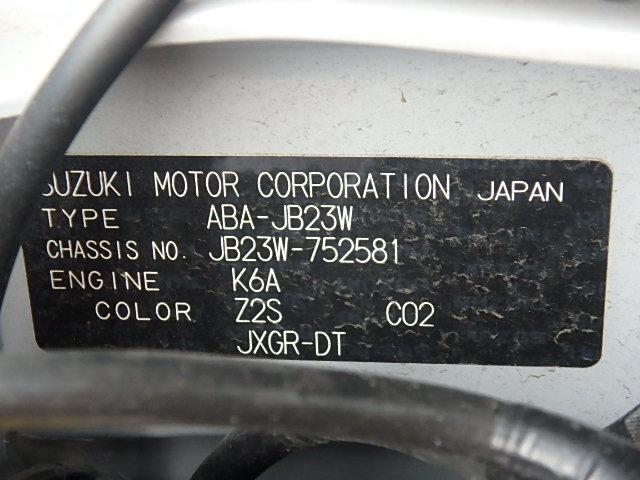 SUZUKI MOTOR CORPORATION JAPAN
TYPE ABA-JB23W
CHASSIS NO. JB23W-752581
ENGINE K6A
COLOR Z2S C02
JXGR-DT